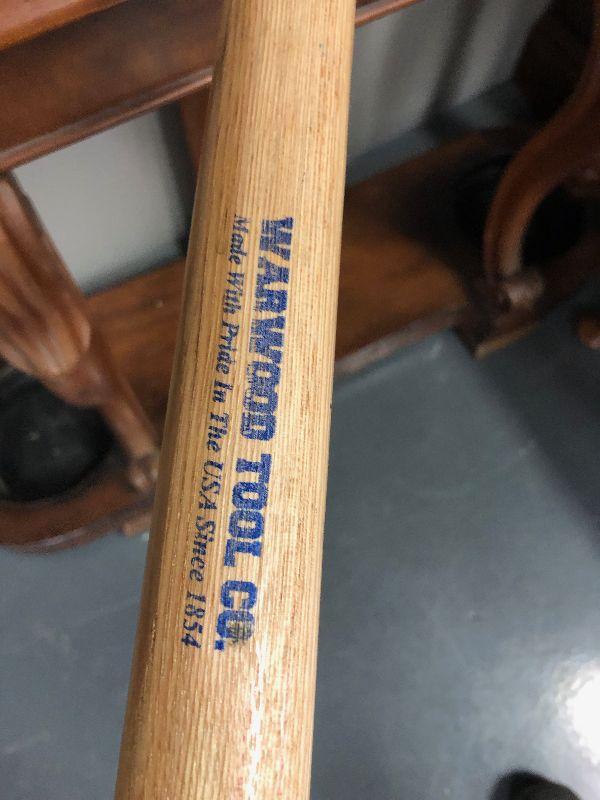 WARWOOD TOOL CO.
Made With Pride In The USA Since 1854